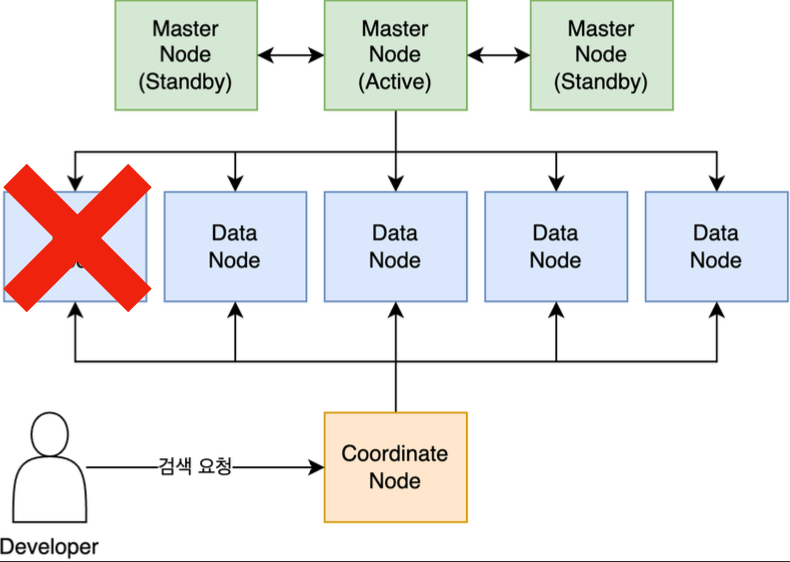 Master
Node
(Standby)
Master
Node
(Active)
Master
Node
(Standby)
Data
Node
Data
Node
Data
Node
Data
Node
검색 요청
Coordinate
Node
Developer